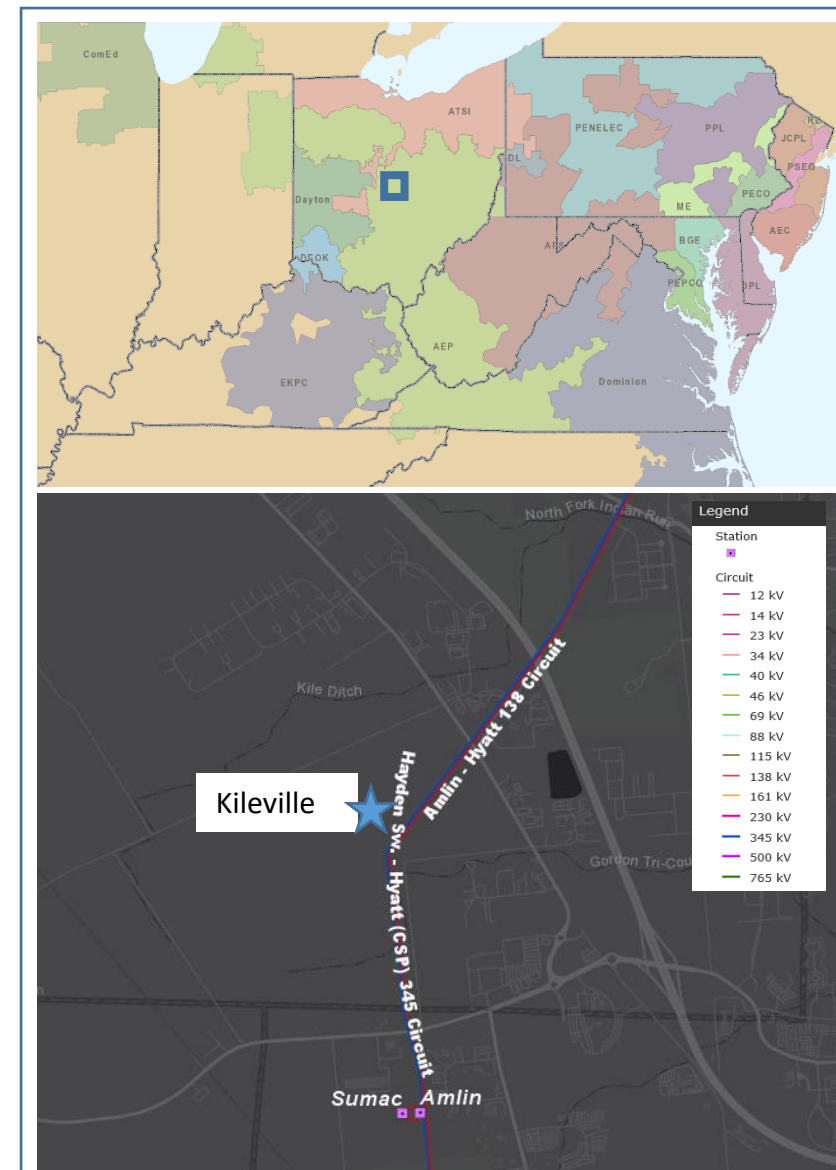 ComEd
ATSI
PENELEC
PPL
RE
JCPL
DL
PSEG
Dayton
PECO
ME
AEC
DEOK
APS
BGE
PEPCO
DPL
AEP
EKPC
Dominion
North Fork Indian Run
Legend
Station
Circuit
12 kV
14 kV
23 kV
34 kV
40 kV
46 kV
69 kV
88 kV
115 kV
138 kV
161 kV
230 kV
345 kV
500 kV
765 kV
Kile Ditch
Amlin - Hyatt 138 Circuit
Kileville
Hayden Sw. - Hyatt (CSP) 345 Circuit
Gordon Tri-Cou
Sumac
Amlin